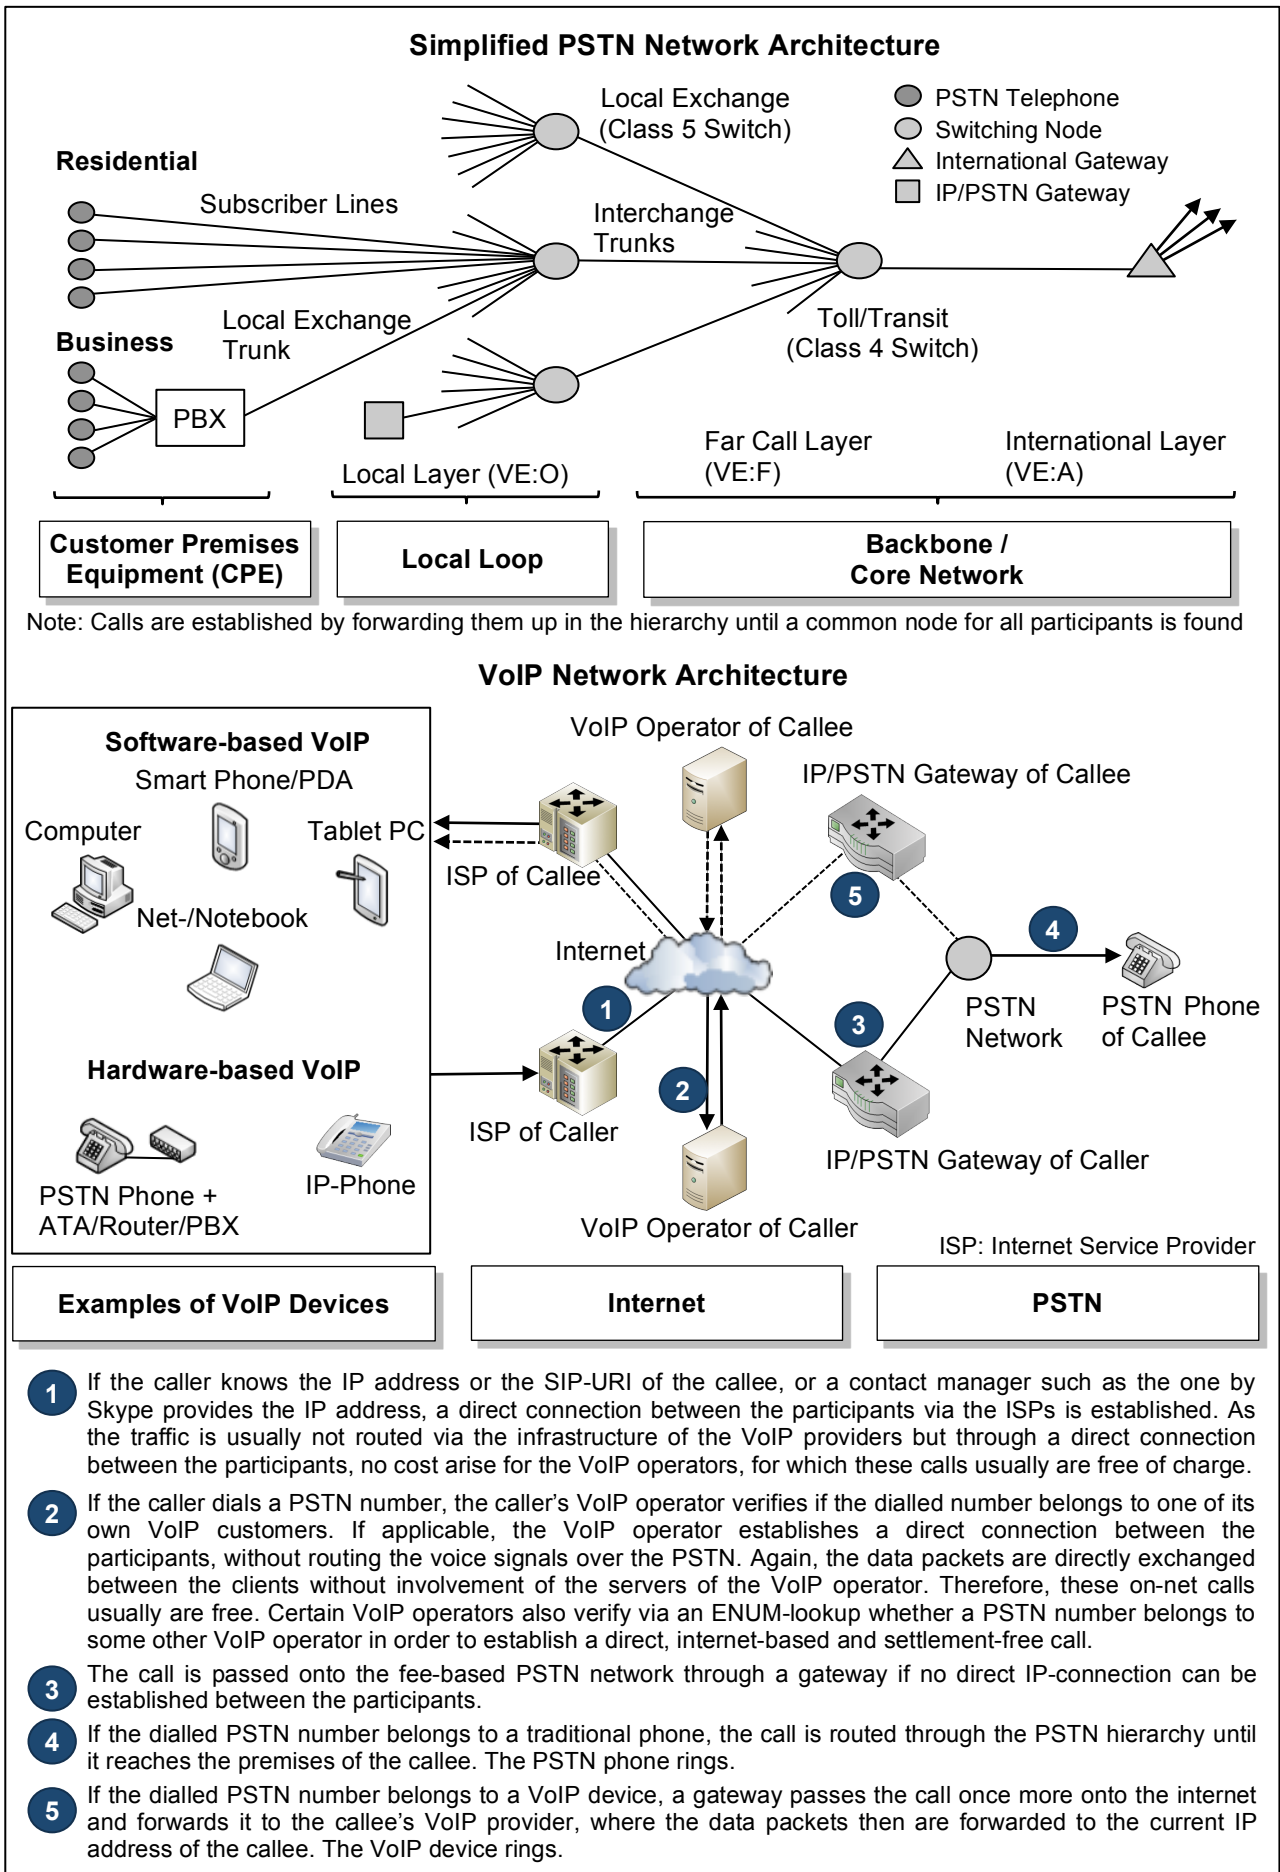 Simplified PSTN Network Architecture
Local Exchange
(Class 5 Switch)
PSTN Telephone
Switching Node
International Gateway
IP/PSTN Gateway
Residential
Subscriber Lines
Interchange
Trunks
Local Exchange
Trunk
Business
PBX
Toll/Transit
(Class 4 Switch)
Local Layer (VE:O)
Far Call Layer
(VE:F)
International Layer
(VE:A)
Customer Premises
Equipment (CPE)
Local Loop
Backbone /
Core Network
Note: Calls are established by forwarding them up in the hierarchy until a common node for all participants is found
VoIP Network Architecture
Software-based VoIP
Smart Phone/PDA
Computer
Tablet PC
Net-/Notebook
Hardware-based VoIP
PSTN Phone +
ATA/Router/PBX
IP-Phone
VoIP Operator of Callee
IP/PSTN Gateway of Callee
ISP of Callee
5
4
Internet
1
3
PSTN
Network
PSTN Phone
of Callee
2
ISP of Caller
IP/PSTN Gateway of Caller
VoIP Operator of Caller
ISP: Internet Service Provider
Examples of VoIP Devices
Internet
PSTN
1 If the caller knows the IP address or the SIP-URI of the callee, or a contact manager such as the one by
Skype provides the IP address, a direct connection between the participants via the ISPs is established. As
the traffic is usually not routed via the infrastructure of the VoIP providers but through a direct connection
between the participants, no cost arise for the VoIP operators, for which these calls usually are free of charge.
2 If the caller dials a PSTN number, the caller's VoIP operator verifies if the dialled number belongs to one of its
own VoIP customers. If applicable, the VoIP operator establishes a direct connection between the
participants, without routing the voice signals over the PSTN. Again, the data packets are directly exchanged
between the clients without involvement of the servers of the VoIP operator. Therefore, these on-net calls
usually are free. Certain VoIP operators also verify via an ENUM-lookup whether a PSTN number belongs to
some other VoIP operator in order to establish a direct, internet-based and settlement-free call.
3 The call is passed onto the fee-based PSTN network through a gateway if no direct IP-connection can be
established between the participants.
4 If the dialled PSTN number belongs to a traditional phone, the call is routed through the PSTN hierarchy until
it reaches the premises of the callee. The PSTN phone rings.
5 If the dialled PSTN number belongs to a VoIP device, a gateway passes the call once more onto the internet
and forwards it to the callee's VoIP provider, where the data packets then are forwarded to the current IP
address of the callee. The VoIP device rings.